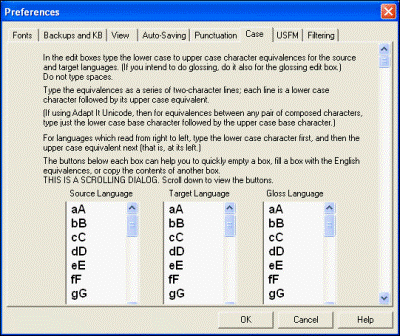 Preferences
Fonts Backups and KB View Auto-Saving Punctuation Case USFM Filtering
In the edit boxes type the lower case to upper case character equivalences for the source
and target languages. (If you intend to do glossing, do it also for the glossing edit box.)
Do not type spaces.
Type the equivalences as a series of two-character lines; each line is a lower case
character followed by its upper case equivalent.
(If using Adapt It Unicode, then for equivalences between any pair of composed characters,
type just the lower case base character followed by the upper case base character.)
For languages which read from right to left, type the lower case character first, and then the
upper case equivalent next (that is, at its left.)
The buttons below each box can help you to quickly empty a box, fill a box with the English
equivalences, or copy the contents of another box.
THIS IS A SCROLLING DIALOG. Scroll down to view the buttons.
Source Language Target Language Gloss Language
aA aA aA
bB bB bB
cC cC cC
dD dD dD
eE eE eE
fF fF fF
gG gG gG
OK Cancel Help